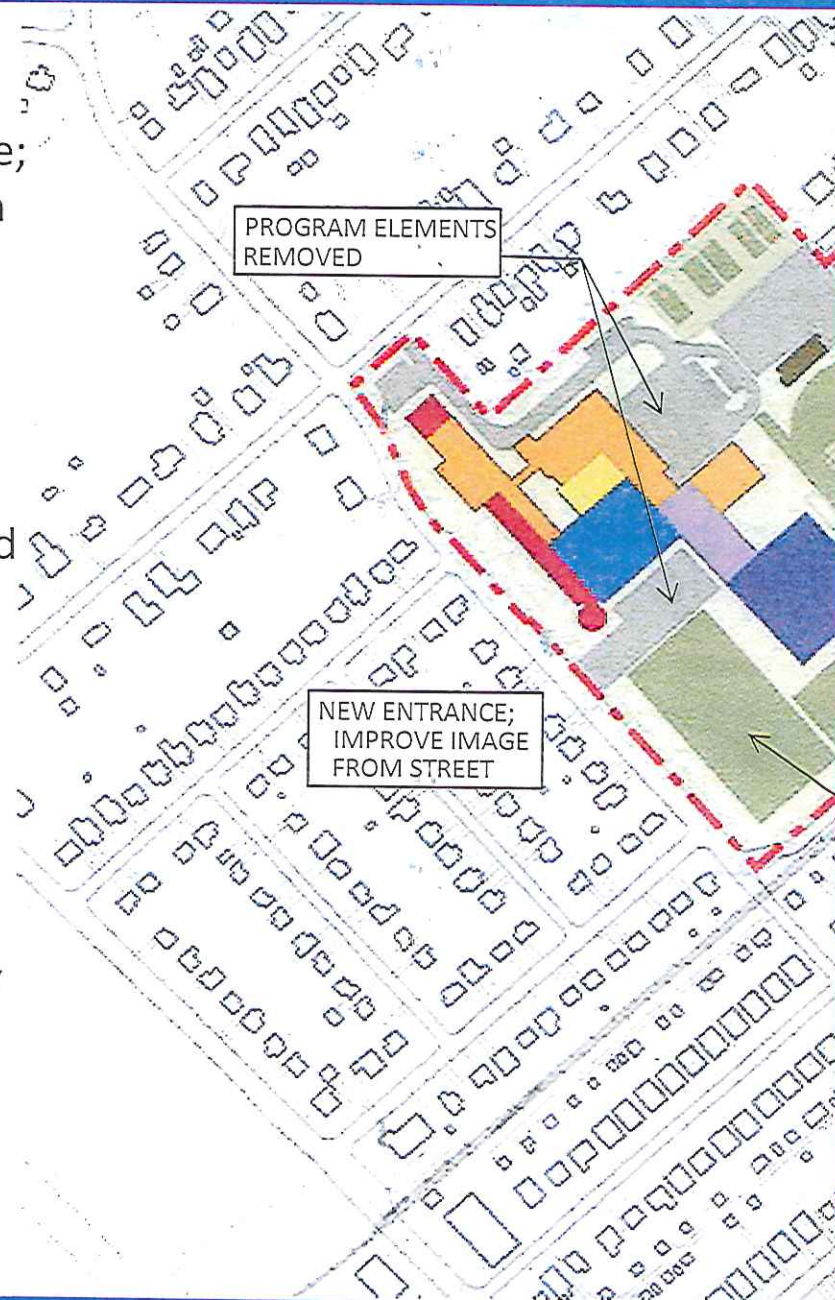 e;
PROGRAM ELEMENTS
REMOVED
d
NEW ENTRANCE;
IMPROVE IMAGE
FROM STREET